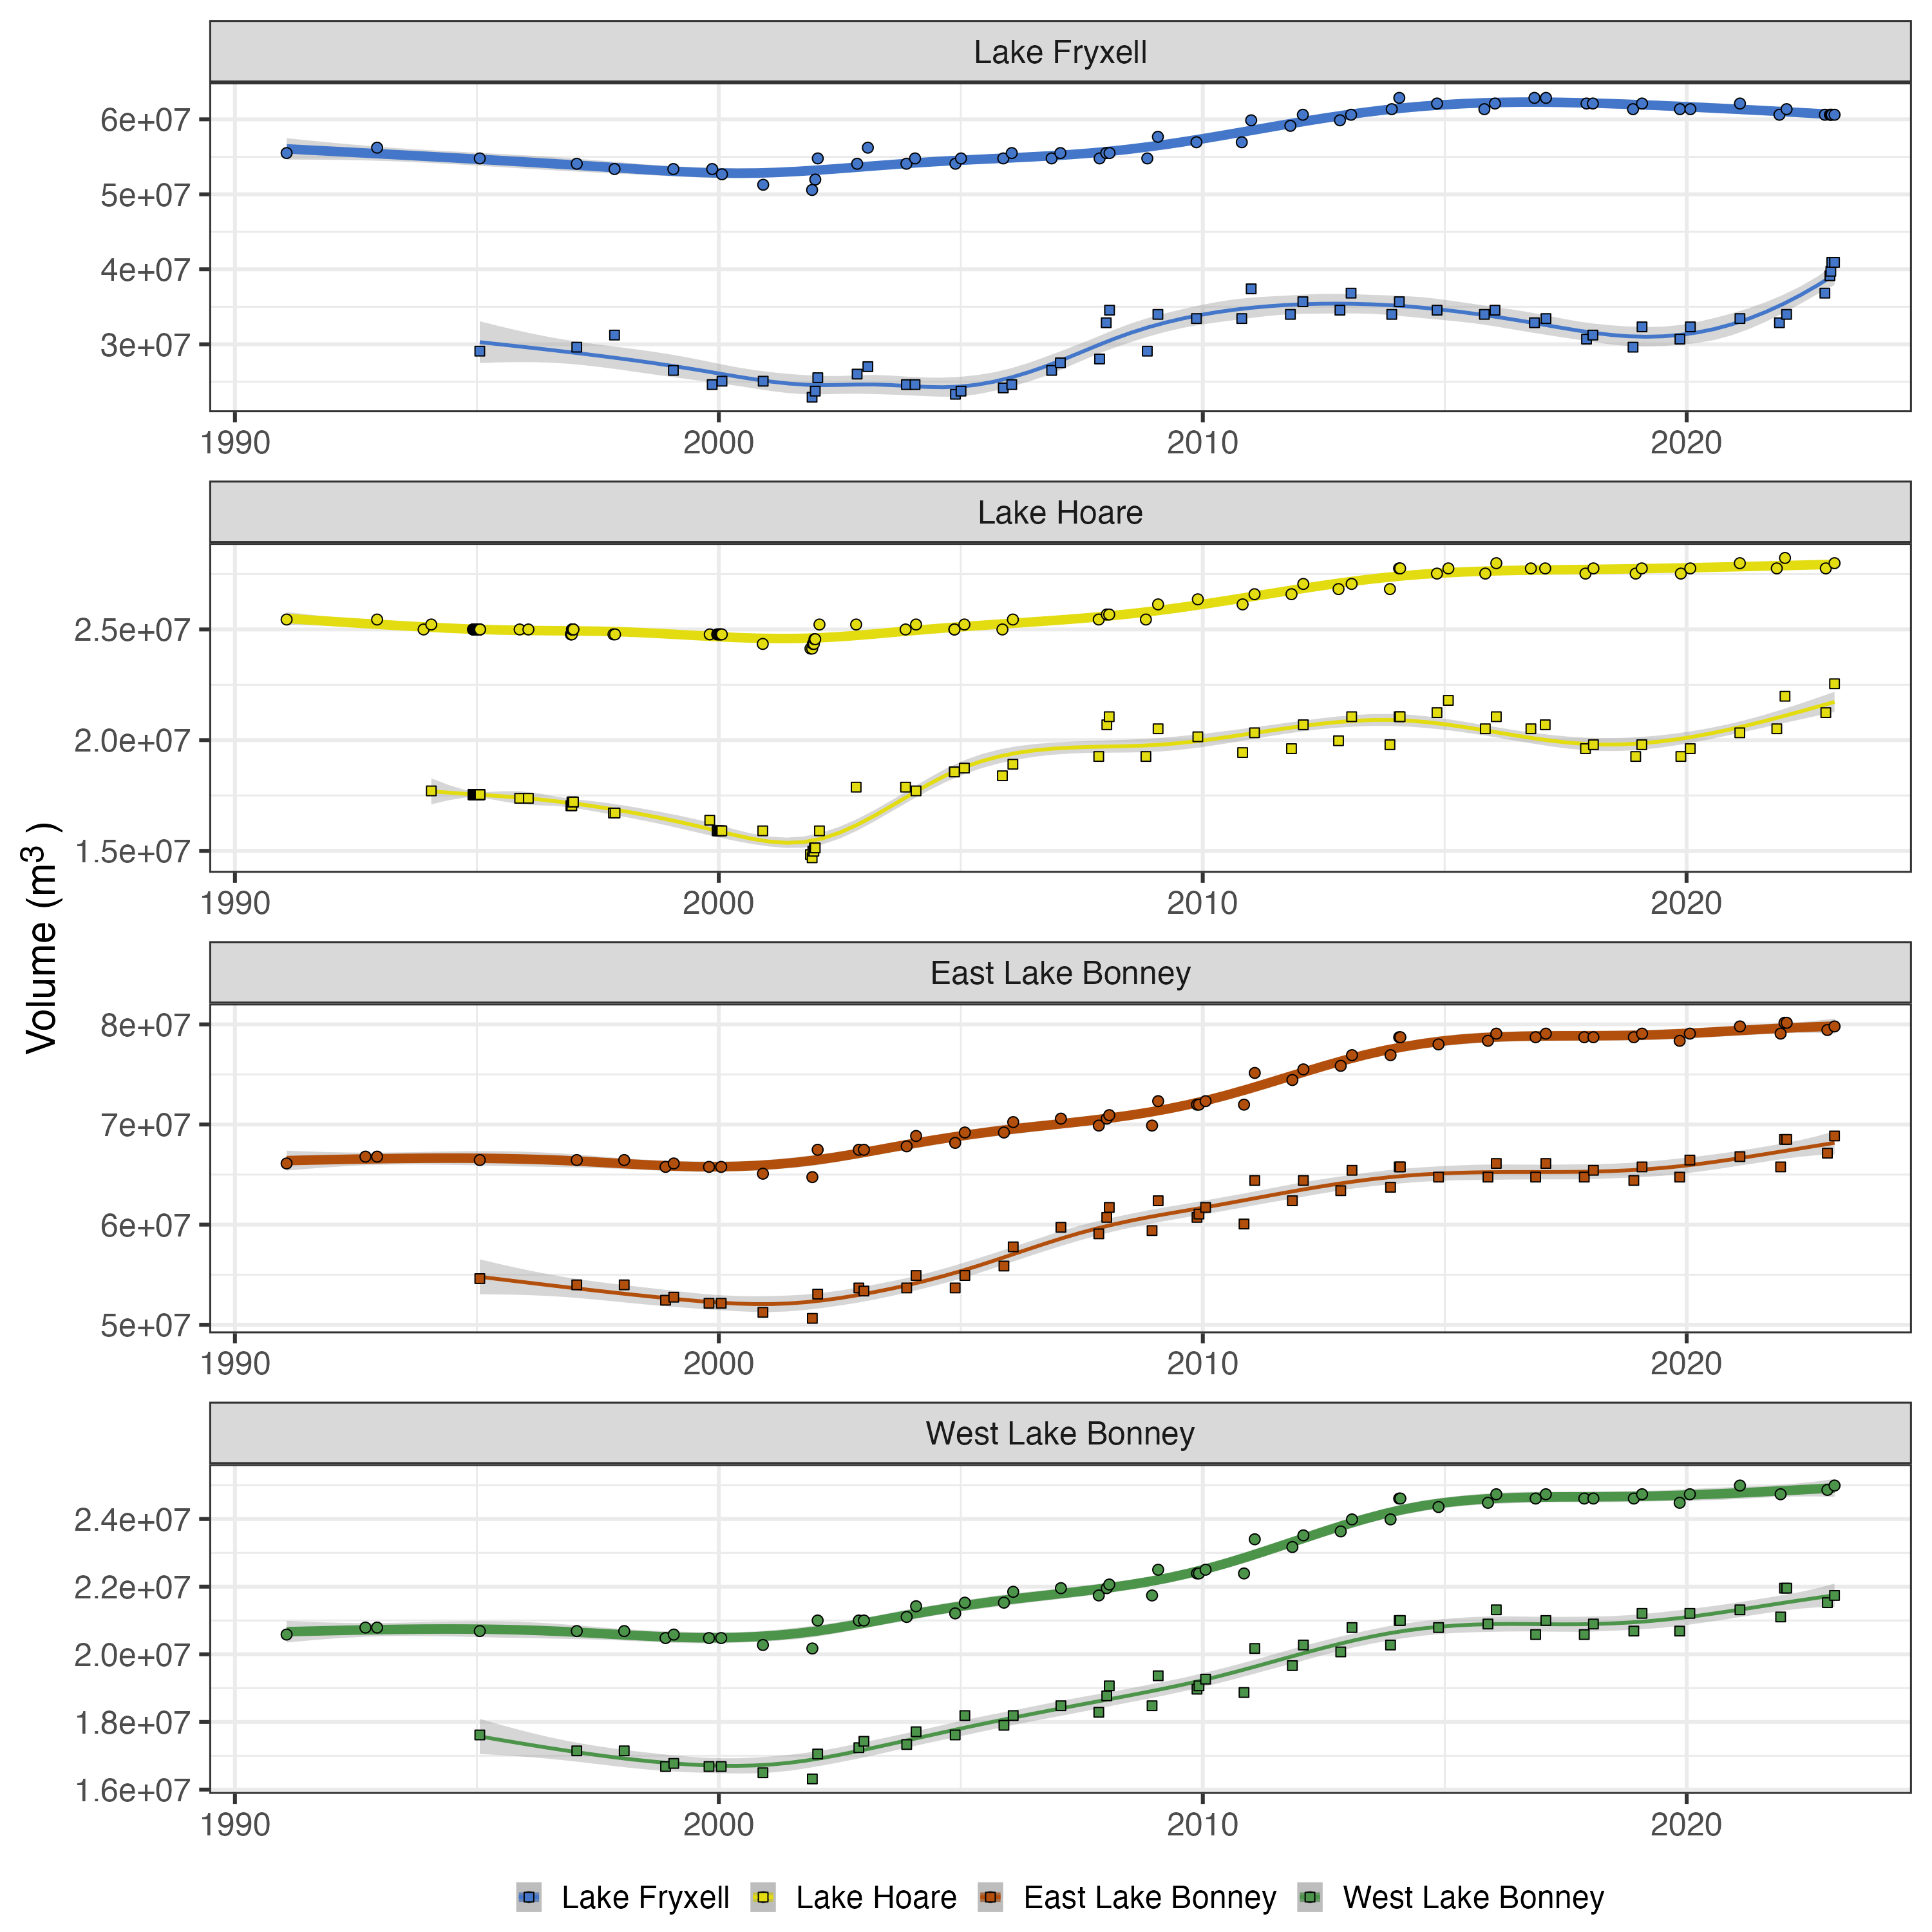 Volume (m3 )
Lake Fryxell
6e+07
5e+07
4e+07
3e+07
1990 2000 2010 2020
Lake Hoare
2.5e+07
2.0e+07
1.5e+07
1990 2000 2010 2020
East Lake Bonney
8e+07
7e+07
6e+07
5e+07
1990 2000 2010 2020
West Lake Bonney
2.4e+07
2.2e+07
2.0e+07
1.8e+07
1.6e+07
1990 2000 2010 2020
Lake Fryxell Lake Hoare East Lake Bonney West Lake Bonney